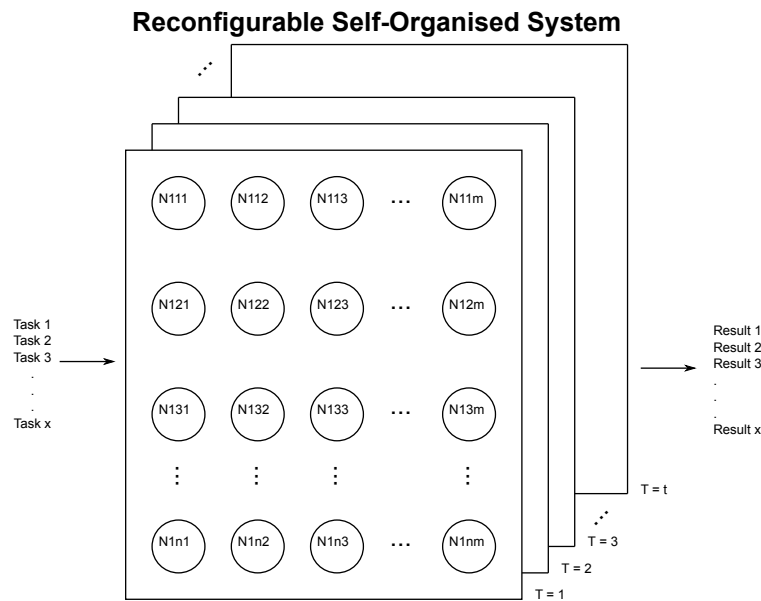 Reconfigurable Self-Organised System
N111 N112 N113 ... N11m
N121 N122 N123 ... N12m
Task 1
Task 2
Task 3
.
.
.
Task x
Result 1
Result 2
Result 3
.
.
.
Result x
N131 N132 N133 ... N13m
N1n1 N1n2 N1n3 ... N1nm
T = t
T = 3
T = 2
T = 1